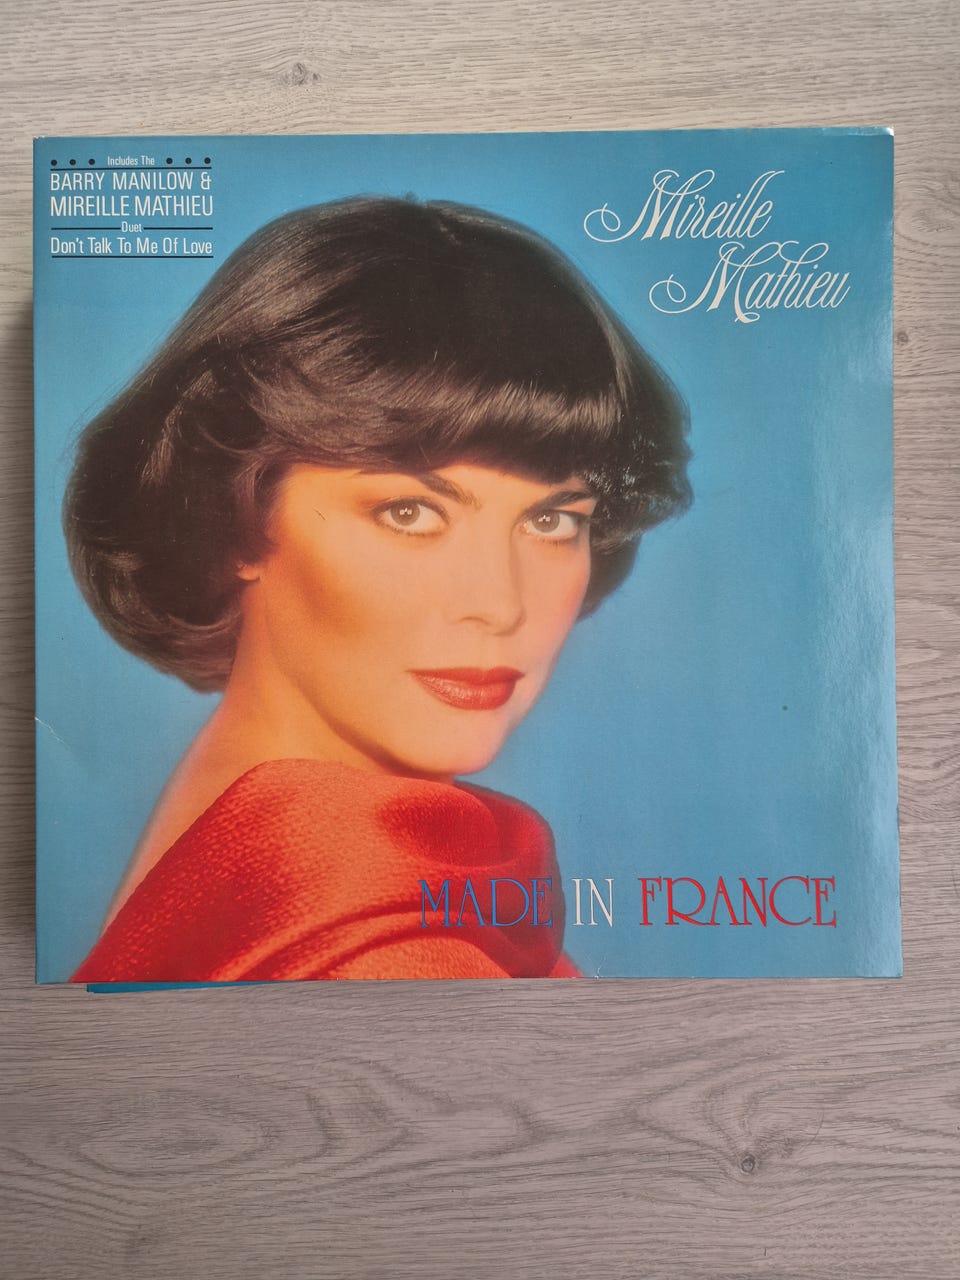 Includes The
BARRY MANILOW &
MIREILLE MATHIEU
Duet
Don't Talk To Me Of Love
Mireille
Mathieu
MADE IN FRANCE